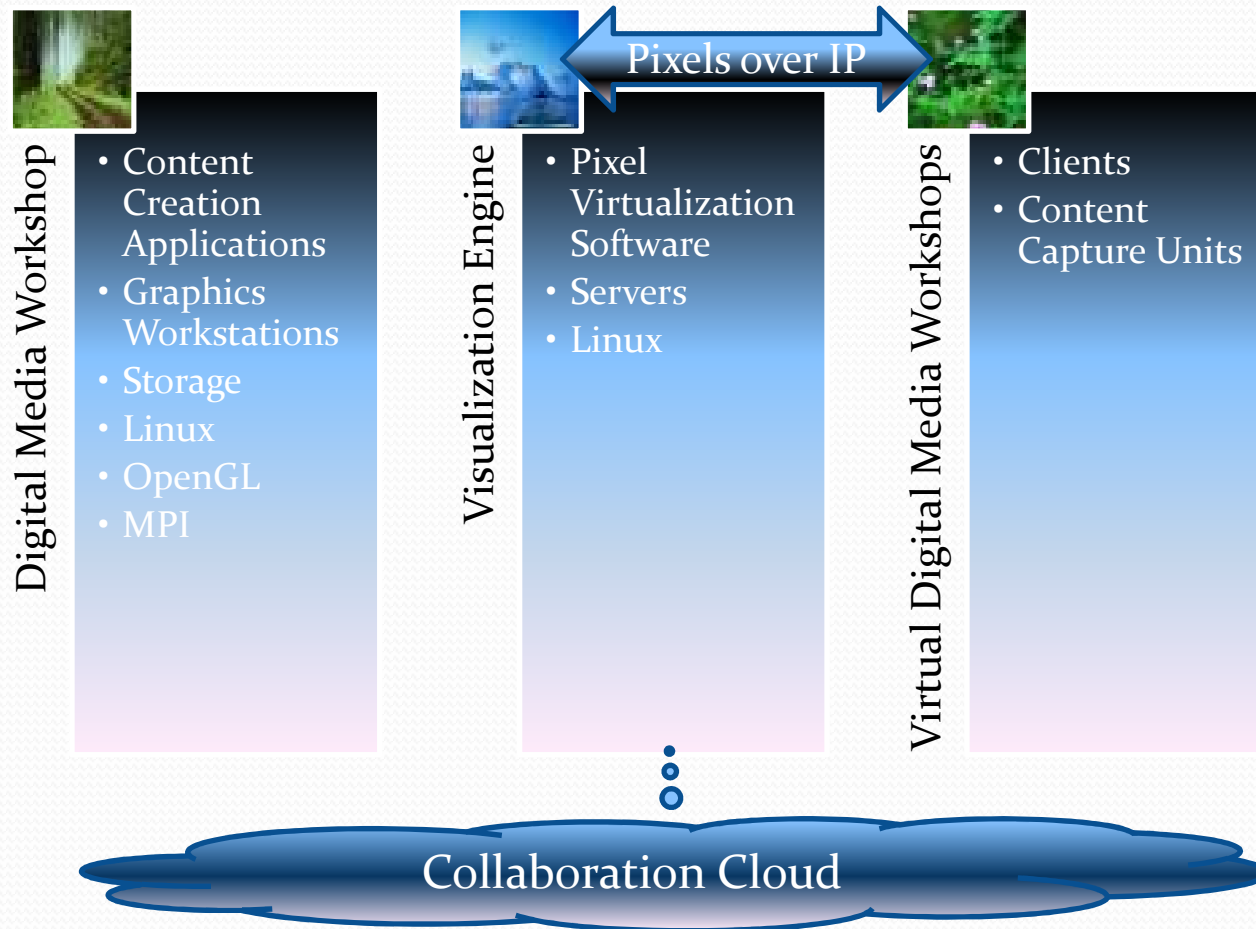 Pixels over IP
Digital Media Workshop
• Content
Creation
Applications
• Graphics
Workstations
• Storage
• Linux
• OpenGL
• MPI
Visualization Engine
• Pixel
Virtualization
Software
• Servers
• Linux
Virtual Digital Media Workshops
• Clients
• Content
Capture Units
Collaboration Cloud